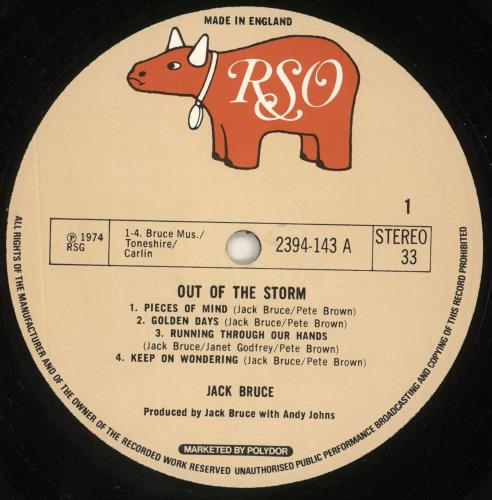 MADE IN ENGLAND
RSO
1
℗ 1974
RSG
1-4. Bruce Mus./
Toneshire/
Carlin
2394-143 A
STEREO
33
OUT OF THE STORM
1. PIECES OF MIND (Jack Bruce/Pete Brown)
2. GOLDEN DAYS (Jack Bruce/Pete Brown)
3. RUNNING THROUGH OUR HANDS
(Jack Bruce/Janet Godfrey/Pete Brown)
4. KEEP ON WONDERING (Jack Bruce/Pete Brown)
JACK BRUCE
Produced by Jack Bruce with Andy Johns
MARKETED BY POLYDOR
ALL RIGHTS OF THE MANUFACTURER AND OF THE OWNER OF THE RECORDED WORK RESERVED UNAUTHORISED PUBLIC PERFORMANCE BROADCASTING AND COPYING OF THIS RECORD PROHIBITED